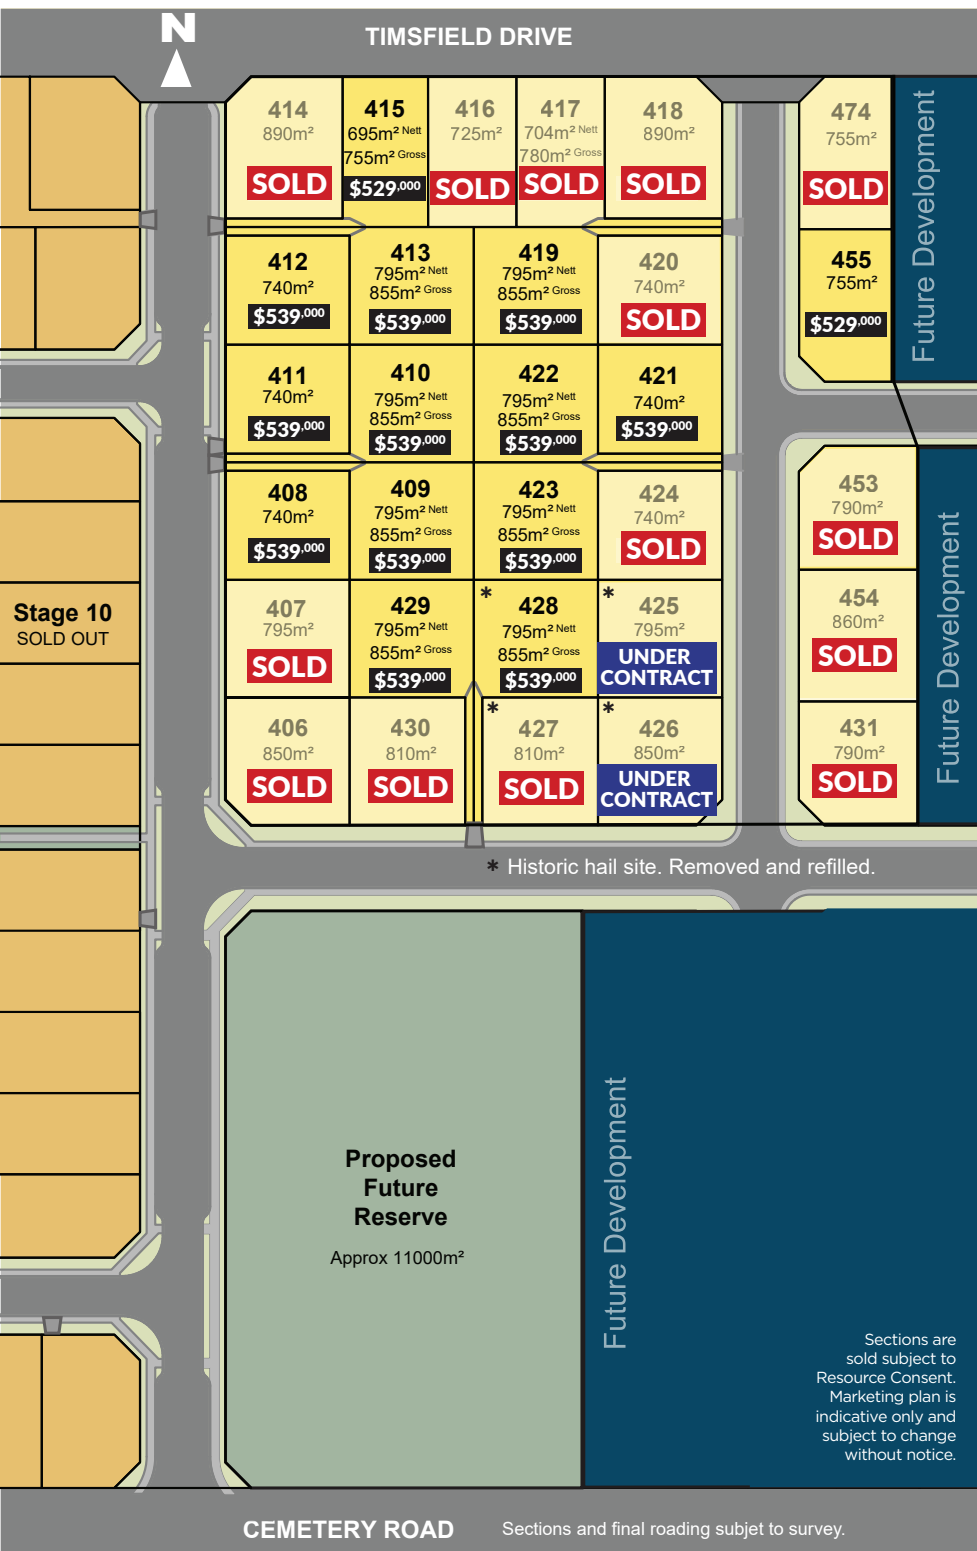 N
TIMSFIELD DRIVE
414
890m²
SOLD
415
695m² Nett
755m² Gross
$529,000
416
725m²
SOLD
417
704m² Nett
780m² Gross
SOLD
418
890m²
SOLD
474
755m²
SOLD
Future Development
412
740m²
$539,000
413
795m² Nett
855m² Gross
$539,000
419
795m² Nett
855m² Gross
$539,000
420
740m²
SOLD
455
755m²
$529,000
411
740m²
$539,000
410
795m² Nett
855m² Gross
$539,000
422
795m² Nett
855m² Gross
$539,000
421
740m²
$539,000
408
740m²
$539,000
409
795m² Nett
855m² Gross
$539,000
423
795m² Nett
855m² Gross
$539,000
424
740m²
SOLD
453
790m²
SOLD
Future Development
Stage 10
SOLD OUT
407
795m²
SOLD
429
795m² Nett
855m² Gross
$539,000
*
428
795m² Nett
855m² Gross
$539,000
*
425
795m²
UNDER
CONTRACT
454
860m²
SOLD
406
850m²
SOLD
430
810m²
SOLD
*
427
810m²
SOLD
*
426
850m²
UNDER
CONTRACT
431
790m²
SOLD
* Historic hail site. Removed and refilled.
Proposed
Future
Reserve
Approx 11000m²
Future Development
Sections are
sold subject to
Resource Consent.
Marketing plan is
indicative only and
subject to change
without notice.
CEMETERY ROAD
Sections and final roading subjet to survey.